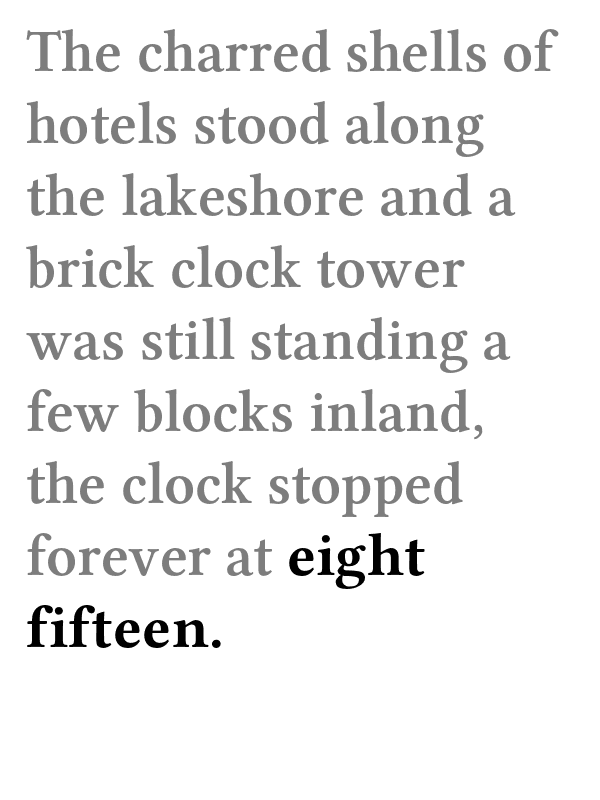 The charred shells of
hotels stood along
the lakeshore and a
brick clock tower
was still standing a
few blocks inland,
the clock stopped
forever at eight
fifteen.